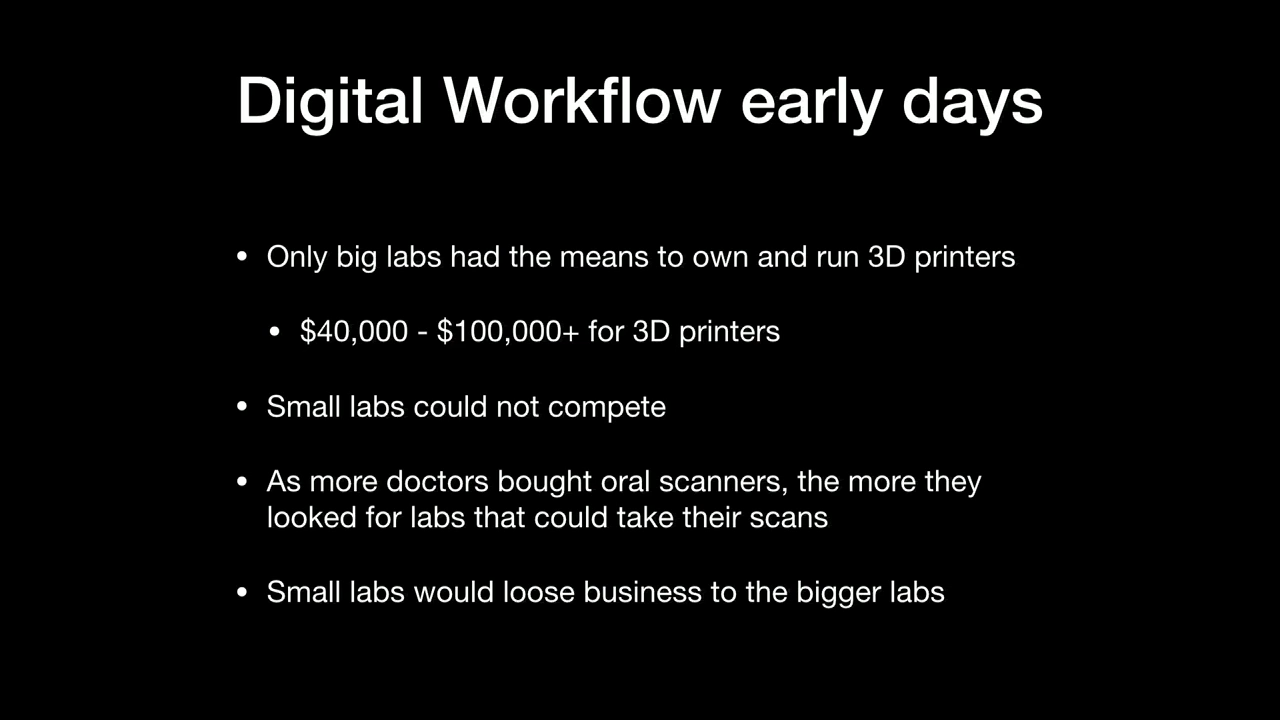 Digital Workflow early days
• Only big labs had the means to own and run 3D printers
• $40,000 - $100,000+ for 3D printers
• Small labs could not compete
• As more doctors bought oral scanners, the more they
looked for labs that could take their scans
• Small labs would loose business to the bigger labs